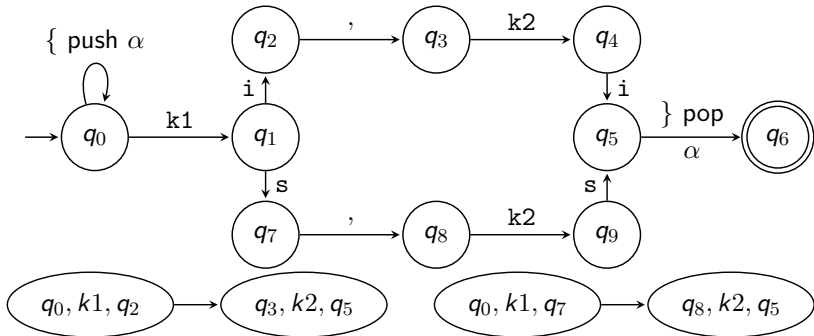 { push α
q2 , q3 k2 q4
i i } pop
q0 k1 q1 q5 α q6
s s
q7 , q8 k2 q9
q0, k1, q2 q3, k2, q5 q0, k1, q7 q8, k2, q5